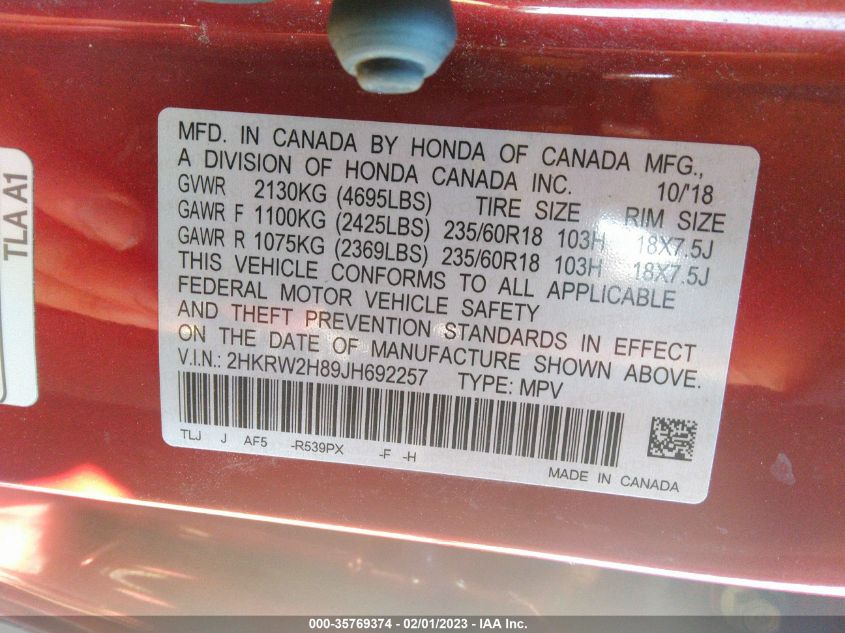 TLA A1
MFD. IN CANADA BY HONDA OF CANADA MFG.,
A DIVISION OF HONDA CANADA INC. 10/'18
GVWR 2130KG (4695LBS) TIRE SIZE RIM SIZE
GAWR F 1100KG (2425LBS) 235/60R18 103H 18X7.5J
GAWR R 1075KG (2369LBS) 235/60R18 103H 18X7.5J
THIS VEHICLE CONFORMS TO ALL APPLICABLE
FEDERAL MOTOR VEHICLE SAFETY
AND THEFT PREVENTION STANDARDS IN EFFECT
ON THE DATE OF MANUFACTURE SHOWN ABOVE.
V.I.N.: 2HKRW2H89JH692257 TYPE: MPV
TLJ J AF5 -R539PX -F -H
MADE IN CANADA
000-35769374 - 02/01/2023 - IAA Inc.